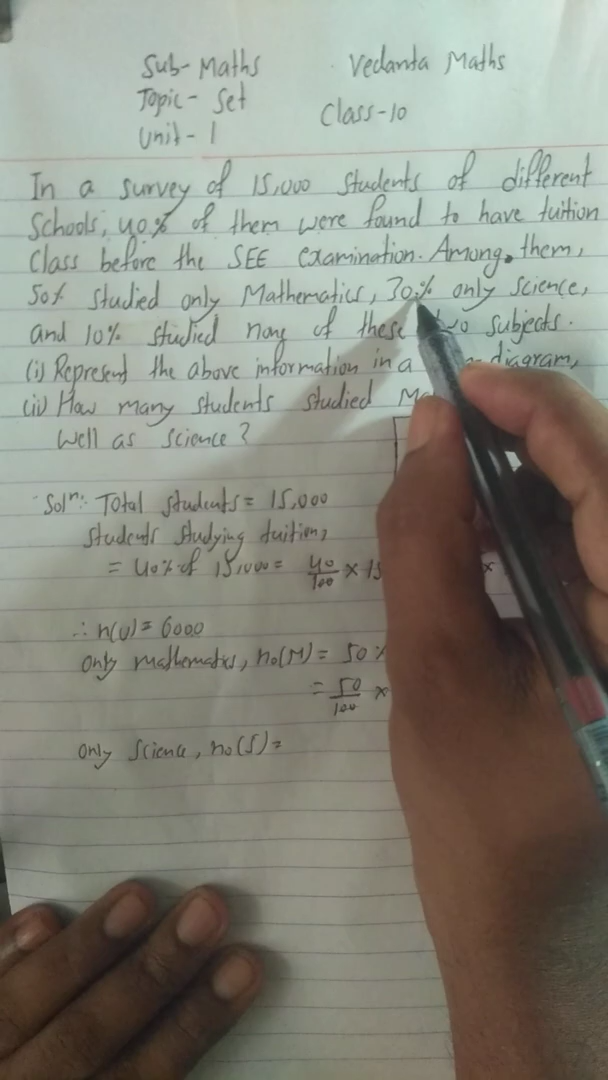 Sub- Maths Vedanta Maths
Topic- Set Class-10
Unit- 1
In a survey of 15,000 students of different
Schools, 40% of them were found to have tuition
Class before the SEE examination. Among them,
50% studied only Mathematics, 30% only science,
and 10% studied none of these subjects.
(i) Represent the above information in a diagram,
(ii) How many students studied
well as science?
Solⁿ: Total students = 15,000
Students studying tuition,
= 40% of 15,000 = 40/100 ×
∴ n(U) = 6000
Only mathematics, n₀(M) = 50%
= 50/100 ×
only science, n₀(S) =